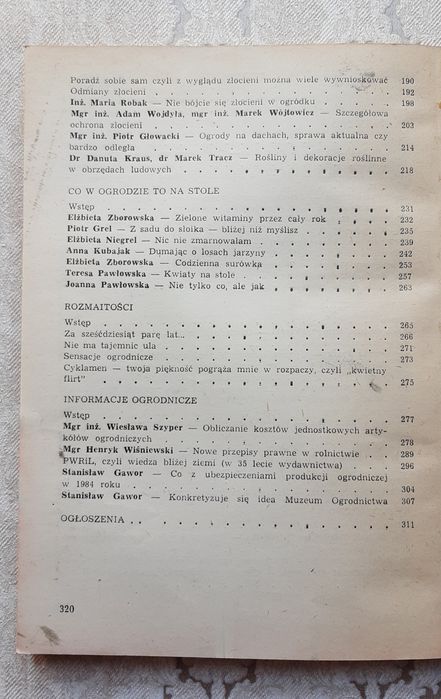 Poradź sobie sam czyli z wyglądu złocieni można wiele wywnioskować 190
Odmiany złocieni . . . . . . . . . . . . 192
Inż. Maria Robak — Nie bójcie się złocieni w ogródku . . . . . 198
Mgr inż. Adam Wojdyła, mgr inż. Marek Wójtowicz — Szczegółowa
ochrona złocieni . . . . . . . . . . . . 203
Mgr inż. Piotr Głowacki — Ogrody na dachach, sprawa aktualna czy
bardzo odległa . . . . . . . . . . . . 214
Dr Danuta Kraus, dr Marek Tracz — Rośliny i dekoracje roślinne
w obrzędach ludowych . . . . . . . . . . . 218
CO W OGRODZIE TO NA STOLE
Wstęp . . . . . . . . . . . . . . 231
Elżbieta Zborowska — Zielone witaminy przez cały rok . . . . 232
Piotr Grel — Z sadu do słoika — bliżej niż myślisz . . . . . 235
Elżbieta Niegrel — Nic nie zmarnowałam . . . . . . . 239
Anna Kubajak — Dumając o losach jarzyny . . . . . . . 242
Elżbieta Zborowska — Codzienna surówka . . . . . . . 253
Teresa Pawłowska — Kwiaty na stole . . . . . . . . 257
Joanna Pawłowska — Nie tylko co, ale jak . . . . . . . 263
ROZMAITOŚCI
Wstęp . . . . . . . . . . . . . . 265
Za sześćdziesiąt parę lat... . . . . . . . . . . . 266
Nie ma tajemnic ula . . . . . . . . . . . 271
Sensacje ogrodnicze . . . . . . . . . . . 273
Cyklamen — twoja piękność pogrąża mnie w rozpaczy, czyli „kwietny
flirt” . . . . . . . . . . . . . . 275
INFORMACJE OGRODNICZE
Wstęp . . . . . . . . . . . . . . 277
Mgr inż. Wiesława Szyper — Obliczanie kosztów jednostkowych arty-
kółów ogrodniczych . . . . . . . . . . . 278
Mgr Henryk Wiśniewski — Nowe przepisy prawne w rolnictwie . . 289
PWRiL, czyli wiedza bliżej ziemi (w 35 lecie wydawnictwa) . . . . 296
Stanisław Gawor — Co z ubezpieczeniami produkcji ogrodniczej
w 1984 roku . . . . . . . . . . . . . 304
Stanisław Gawor — Konkretyzuje się idea Muzeum Ogrodnictwa 307
OGŁOSZENIA . . . . . . . . . . . . . 311
320